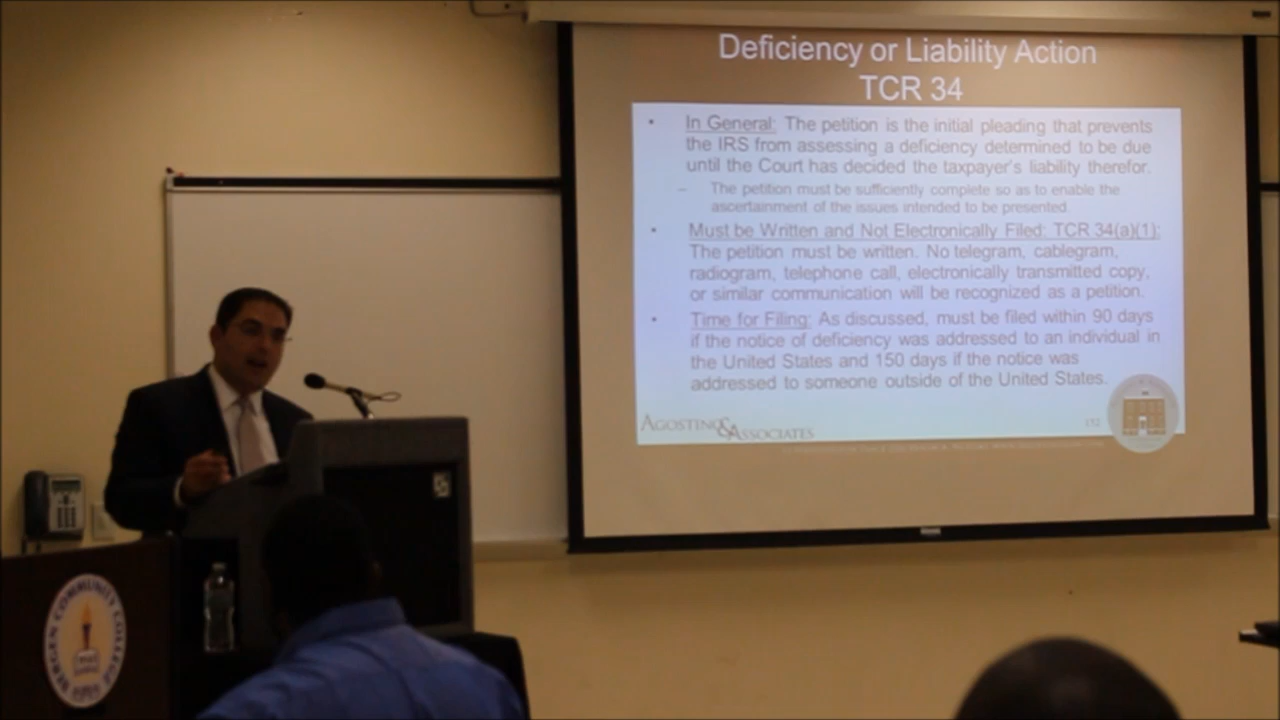 Deficiency or Liability Action
TCR 34
• In General: The petition is the initial pleading that prevents
the IRS from assessing a deficiency determined to be due
until the Court has decided the taxpayer's liability therefor.
– The petition must be sufficiently complete so as to enable the
ascertainment of the issues intended to be presented.
• Must be Written and Not Electronically Filed: TCR 34(a)(1):
The petition must be written. No telegram, cablegram,
radiogram, telephone call, electronically transmitted copy,
or similar communication will be recognized as a petition.
• Time for Filing: As discussed, must be filed within 90 days
if the notice of deficiency was addressed to an individual in
the United States and 150 days if the notice was
addressed to someone outside of the United States.
AGOSTINO & ASSOCIATES
152
BERGEN COMMUNITY COLLEGE